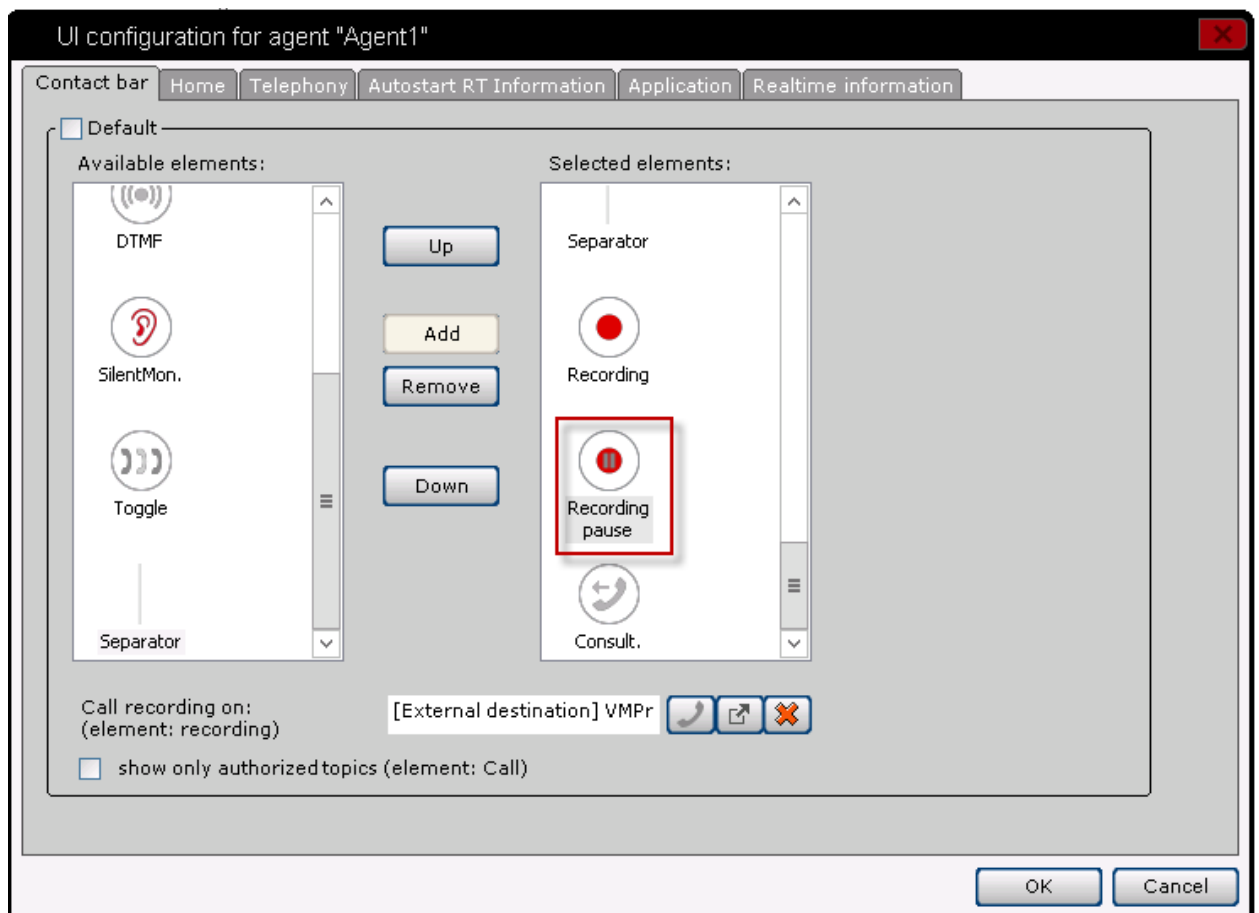 UI configuration for agent "Agent1"
Contact bar Home Telephony Autostart RT Information Application Realtime information
Default
Available elements:
Selected elements:
DTMF
SilentMon.
Toggle
Separator
Up
Add
Remove
Down
Separator
Recording
Recording
pause
Consult.
Call recording on:
(element: recording)
[External destination] VMPr
show only authorized topics (element: Call)
OK Cancel